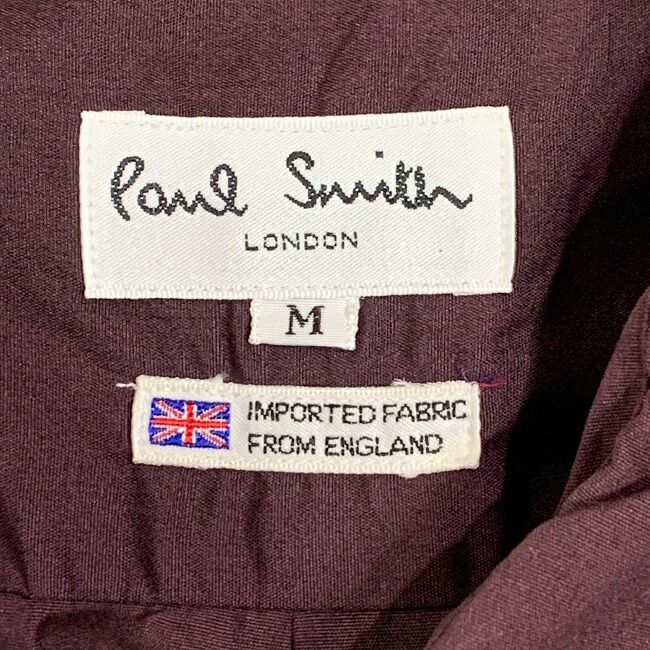 Paul Smith
LONDON
M
IMPORTED FABRIC
FROM ENGLAND